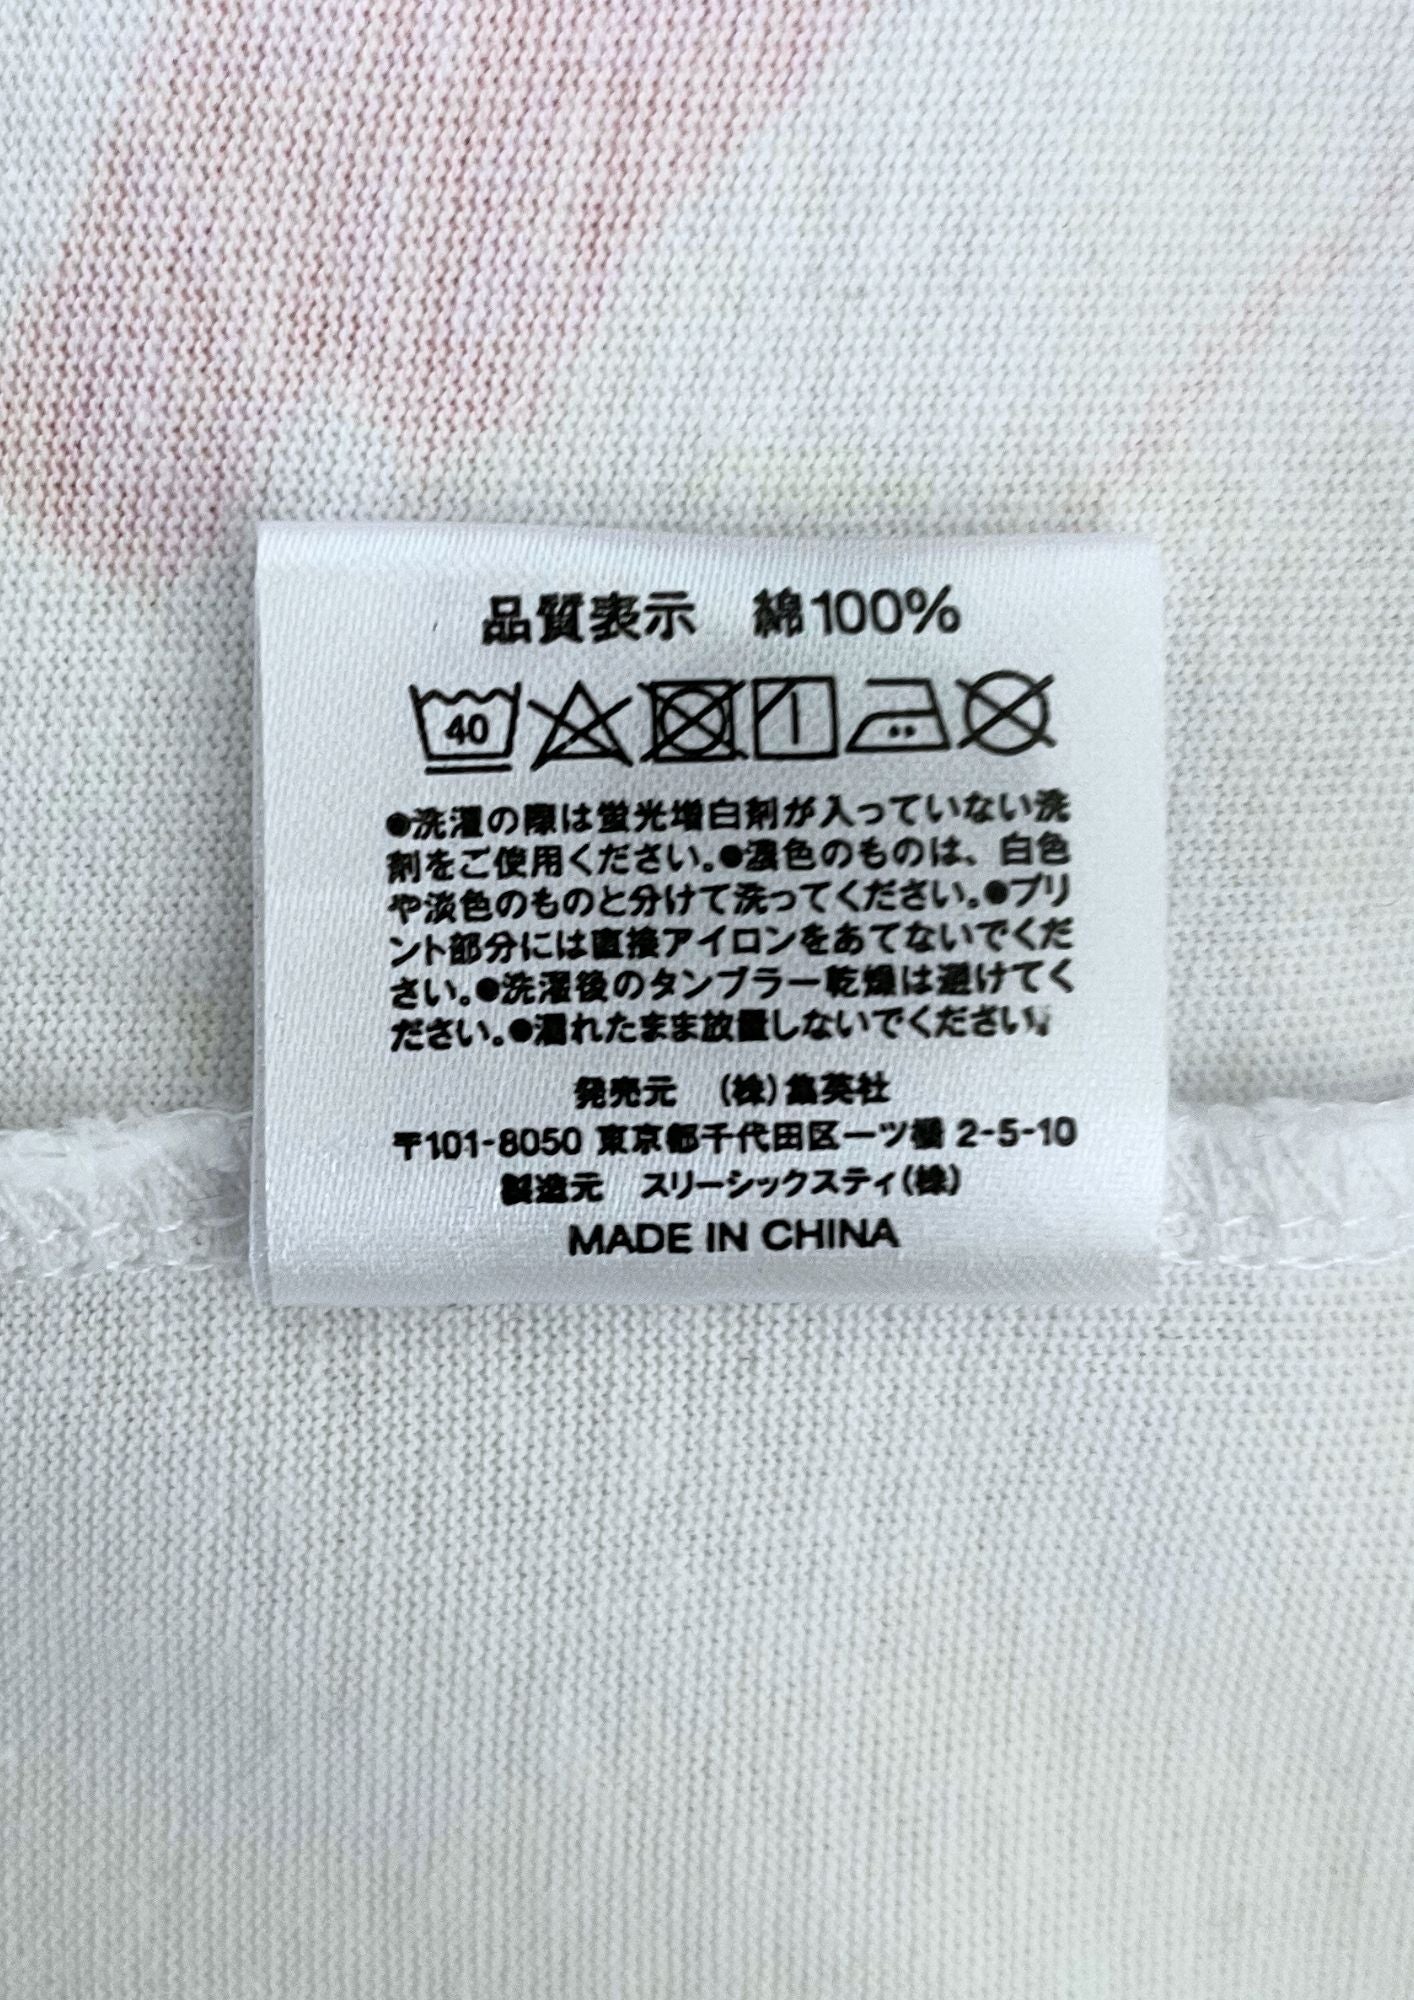 品質表示 綿100%
40
●洗濯の際は蛍光増白剤が入っていない洗
剤をご使用ください。●濃色のものは、白色
や淡色のものと分けて洗ってください。●プリ
ント部分には直接アイロンをあてないでくだ
さい。●洗濯後のタンブラー乾燥は避けてく
ださい。●濡れたまま放置しないでください。
発売元 (株)集英社
〒101-8050 東京都千代田区一ツ橋 2-5-10
製造元 スリーシックスティ(株)
MADE IN CHINA